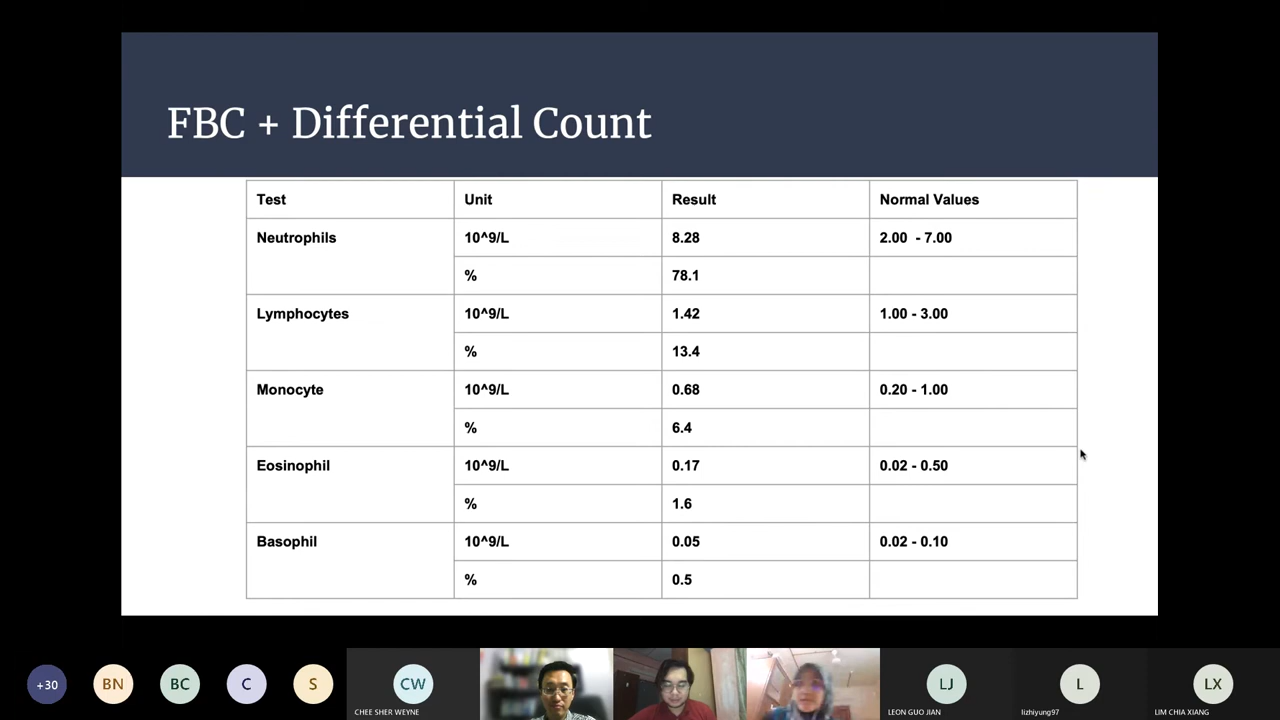 FBC + Differential Count
Test Unit Result Normal Values
Neutrophils 10^9/L 8.28 2.00 - 7.00
% 78.1
Lymphocytes 10^9/L 1.42 1.00 - 3.00
% 13.4
Monocyte 10^9/L 0.68 0.20 - 1.00
% 6.4
Eosinophil 10^9/L 0.17 0.02 - 0.50
% 1.6
Basophil 10^9/L 0.05 0.02 - 0.10
% 0.5
+30 BN BC C S CW LJ L LX
CHEE SHER WEYNE LEON GUO JIAN lizhiyung97 LIM CHIA XIANG